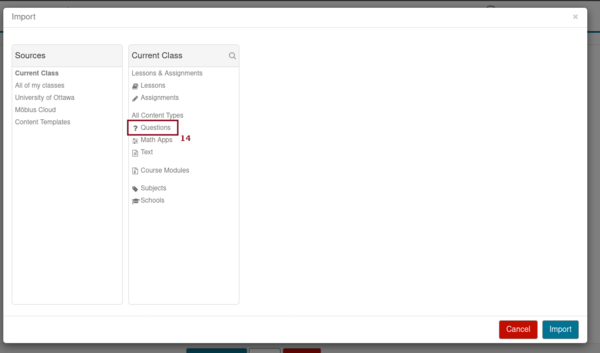 Import
×
Sources
Current Class
All of my classes
University of Ottawa
Möbius Cloud
Content Templates
Current Class
Lessons & Assignments
Lessons
Assignments
All Content Types
? Questions
14
Math Apps
Text
Course Modules
Subjects
Schools
Cancel
Import